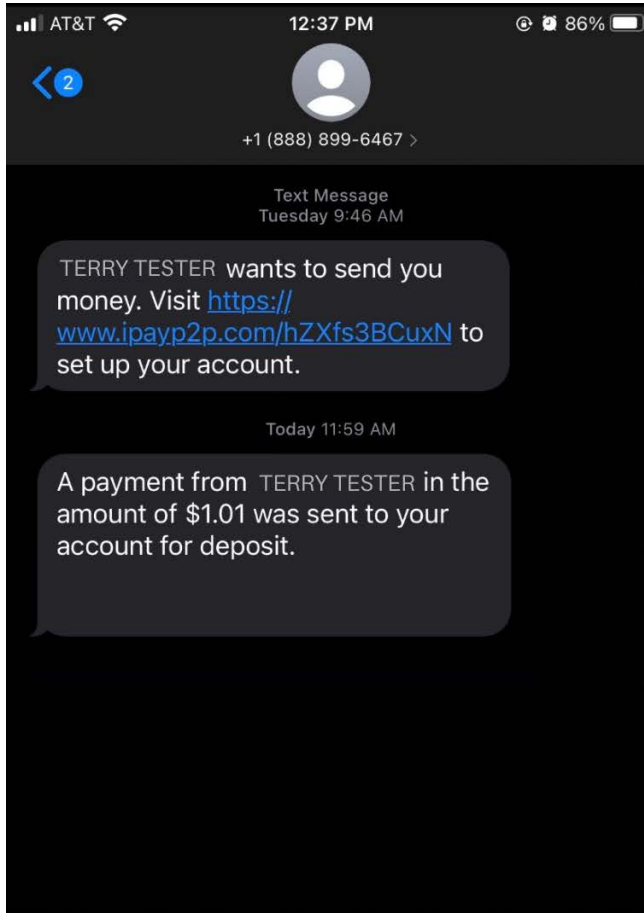 AT&T
12:37 PM
86%
2
+1 (888) 899-6467 >
Text Message
Tuesday 9:46 AM
TERRY TESTER wants to send you
money. Visit https://
www.ipayp2p.com/hZXfs3BCuxN to
set up your account.
Today 11:59 AM
A payment from TERRY TESTER in the
amount of $1.01 was sent to your
account for deposit.